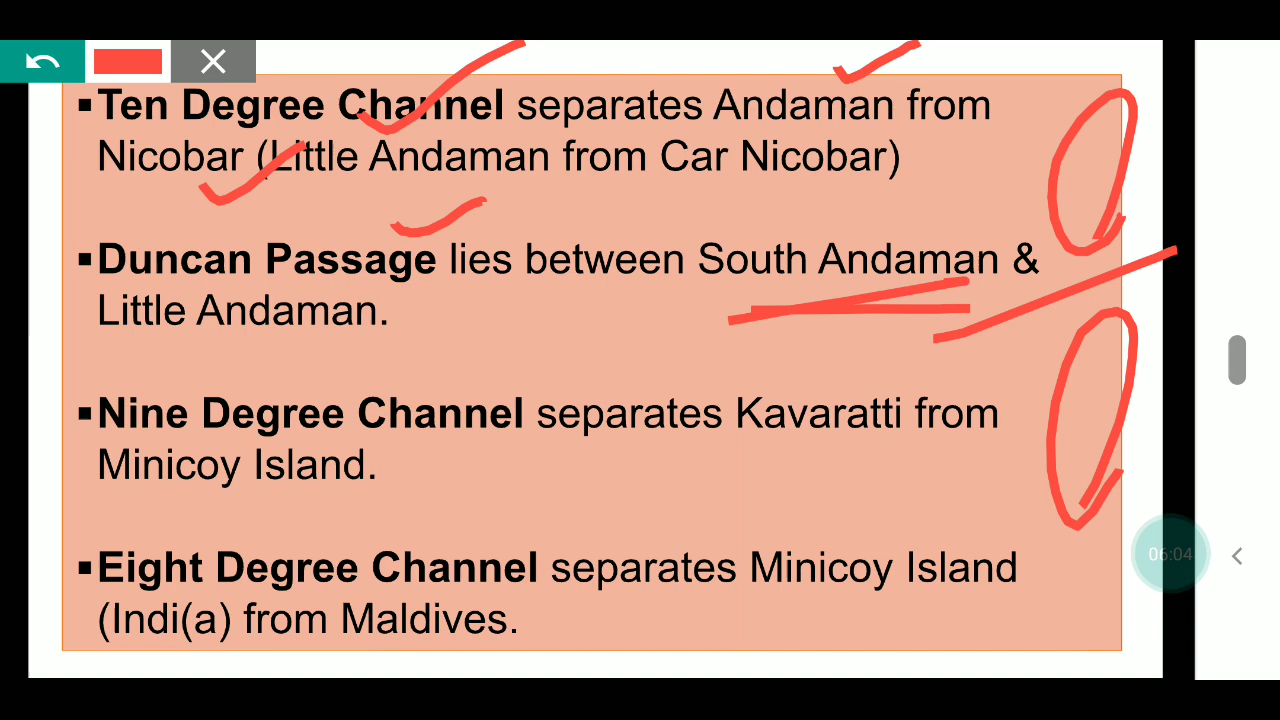 ▪Ten Degree Channel separates Andaman from
Nicobar (Little Andaman from Car Nicobar)
▪Duncan Passage lies between South Andaman &
Little Andaman.
▪Nine Degree Channel separates Kavaratti from
Minicoy Island.
▪Eight Degree Channel separates Minicoy Island
(Indi(a) from Maldives.
06:04